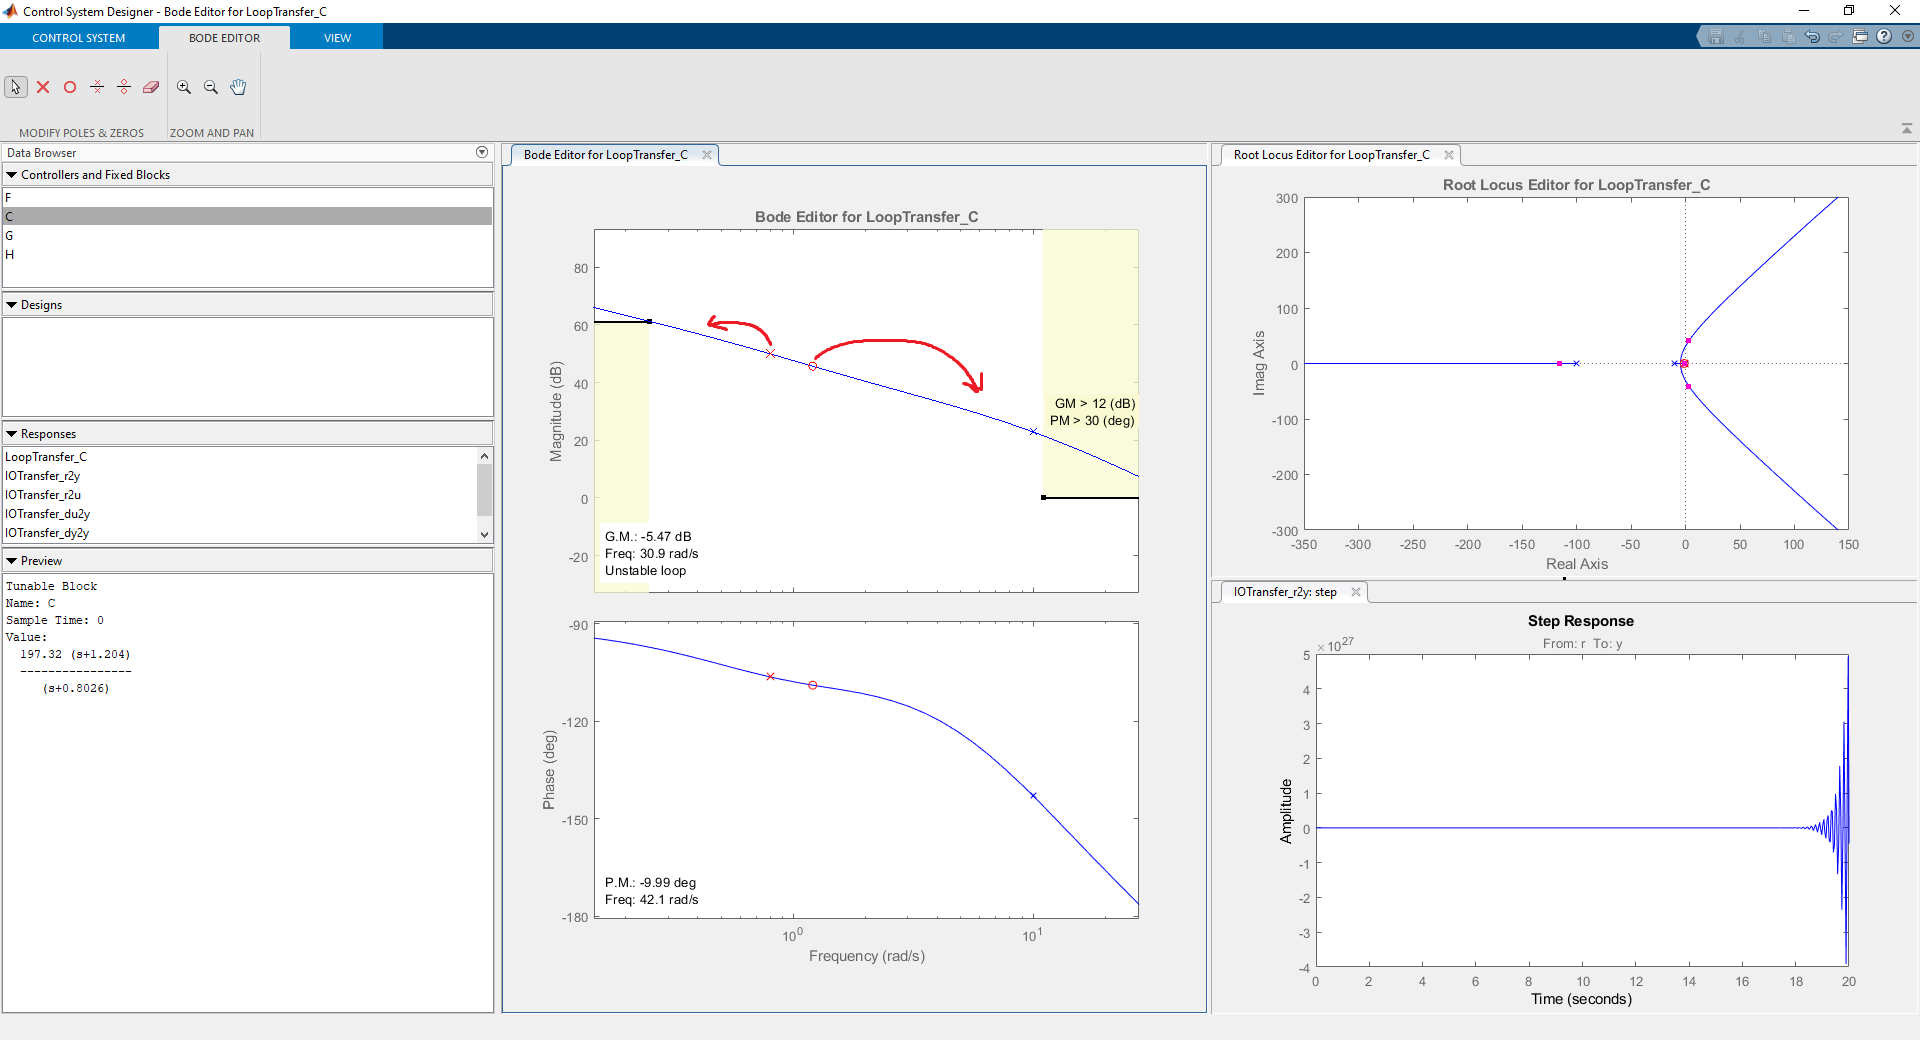 Control System Designer - Bode Editor for LoopTransfer_C
CONTROL SYSTEM
BODE EDITOR
VIEW
MODIFY POLES & ZEROS
ZOOM AND PAN
Data Browser
Controllers and Fixed Blocks
F
C
G
H
Designs
Responses
LoopTransfer_C
IOTransfer_r2y
IOTransfer_r2u
IOTransfer_du2y
IOTransfer_dy2y
Preview
Tunable Block
Name: C
Sample Time: 0
Value:
197.32 (s+1.204)
----------------
(s+0.8026)
Bode Editor for LoopTransfer_C
Bode Editor for LoopTransfer_C
Magnitude (dB)
80
60
40
20
0
-20
GM > 12 (dB)
PM > 30 (deg)
G.M.: -5.47 dB
Freq: 30.9 rad/s
Unstable loop
Phase (deg)
-90
-120
-150
-180
P.M.: -9.99 deg
Freq: 42.1 rad/s
10^0
10^1
Frequency (rad/s)
Root Locus Editor for LoopTransfer_C
Root Locus Editor for LoopTransfer_C
Imag Axis
300
200
100
0
-100
-200
-300
-350 -300 -250 -200 -150 -100 -50 0 50 100 150
Real Axis
IOTransfer_r2y: step
Step Response
From: r To: y
×10^27
Amplitude
5
4
3
2
1
0
-1
-2
-3
-4
0 2 4 6 8 10 12 14 16 18 20
Time (seconds)